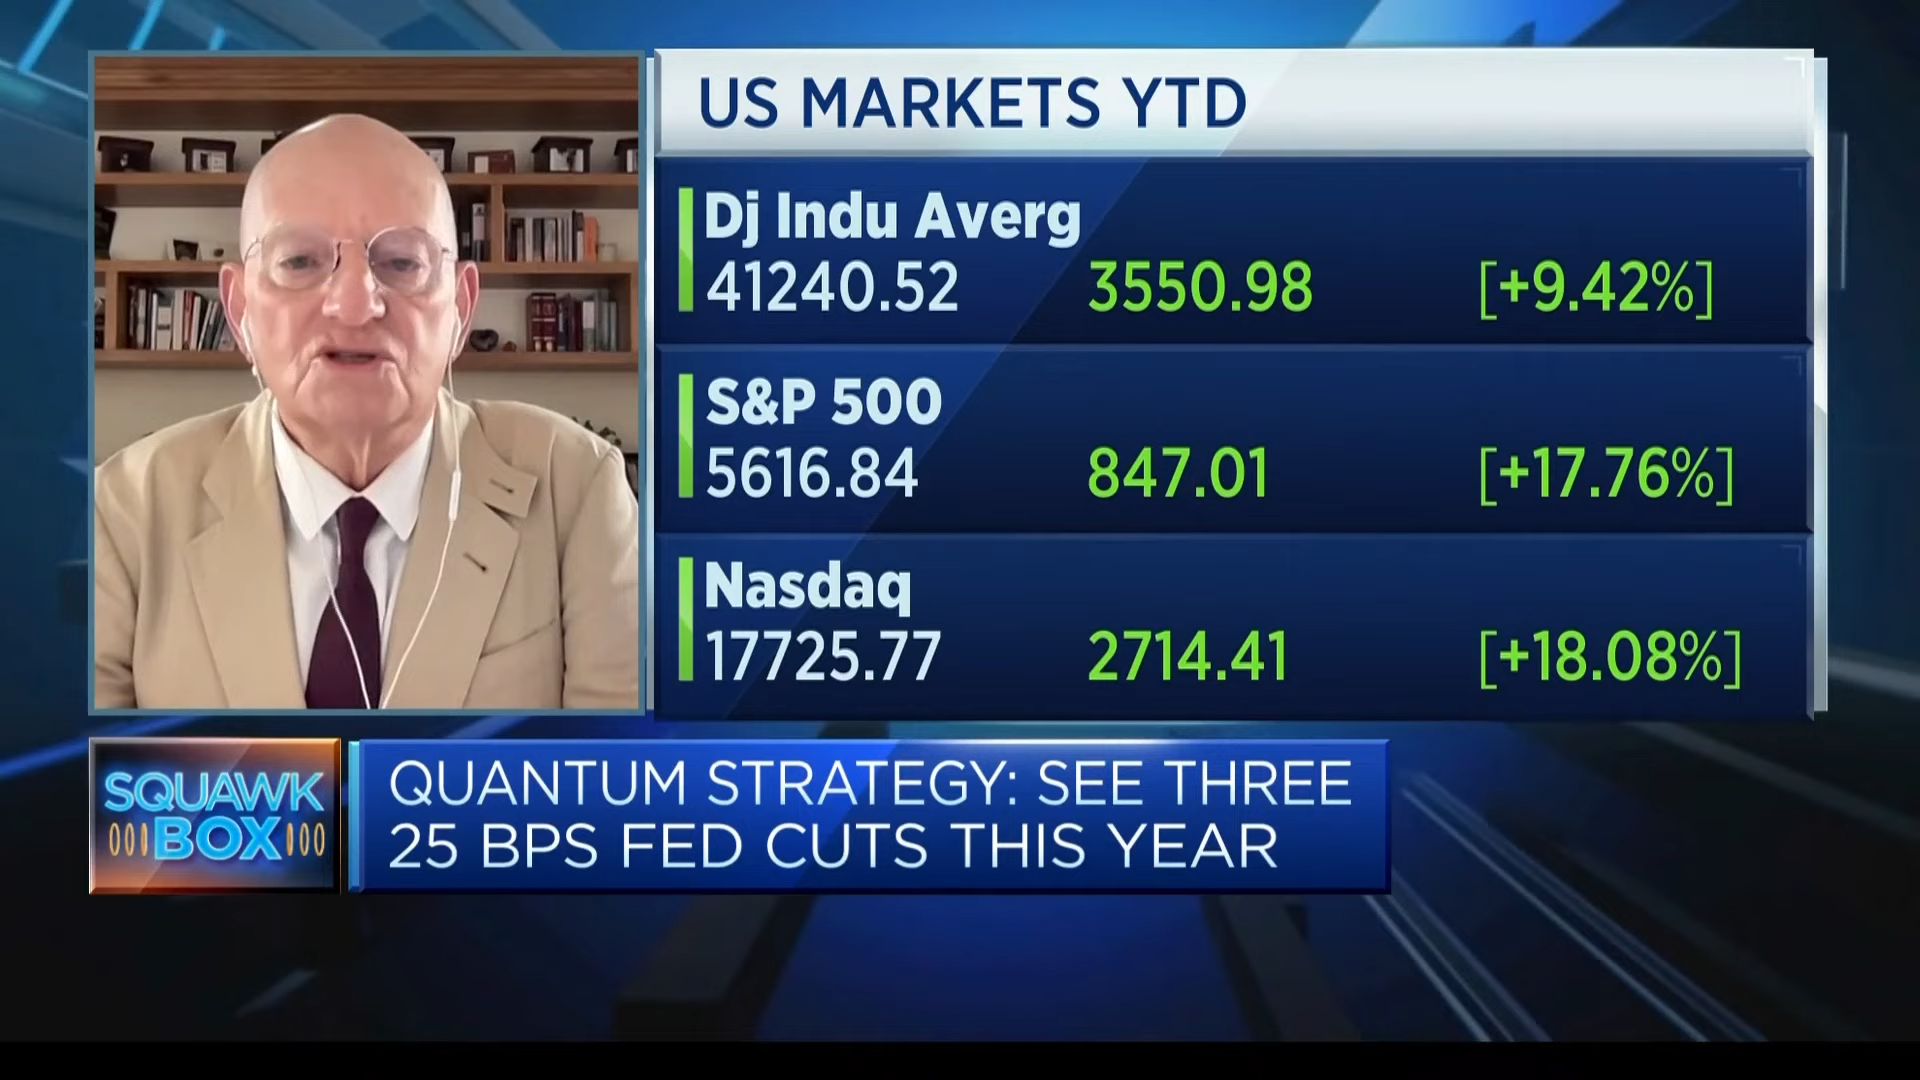 US MARKETS YTD
Dj Indu Averg
41240.52 3550.98 [+9.42%]
S&P 500
5616.84 847.01 [+17.76%]
Nasdaq
17725.77 2714.41 [+18.08%]
SQUAWK
BOX
QUANTUM STRATEGY: SEE THREE
25 BPS FED CUTS THIS YEAR